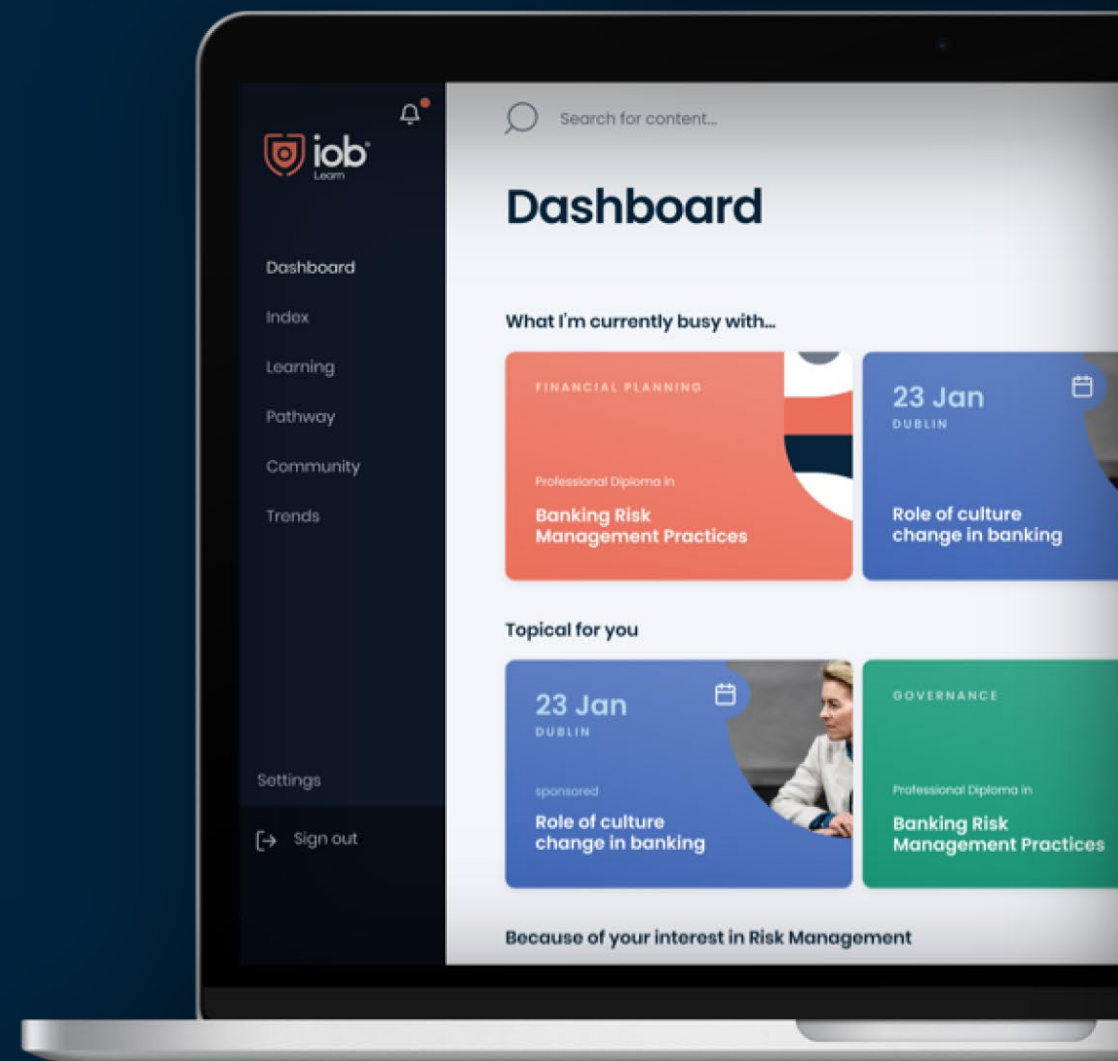 iob
Learn
Dashboard
Index
Learning
Pathway
Community
Trends
Settings
Sign out
Search for content...
Dashboard
What I'm currently busy with...
FINANCIAL PLANNING
Professional Diploma in
Banking Risk
Management Practices
23 Jan
DUBLIN
Role of culture
change in banking
Topical for you
23 Jan
DUBLIN
sponsored
Role of culture
change in banking
GOVERNANCE
Professional Diploma in
Banking Risk
Management Practices
Because of your interest in Risk Management